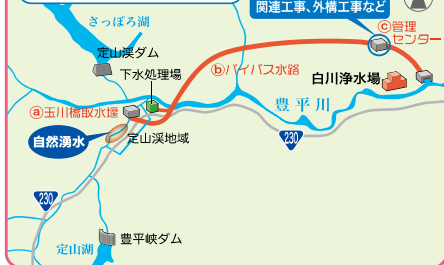 関連工事、外構工事など
さっぽろ湖
ⓒ管理
センター
定山渓ダム
下水処理場
ⓑバイパス水路
白川浄水場
ⓐ玉川橋取水堰
豊平川
自然湧水
定山渓地域
230
230
豊平峡ダム
定山湖